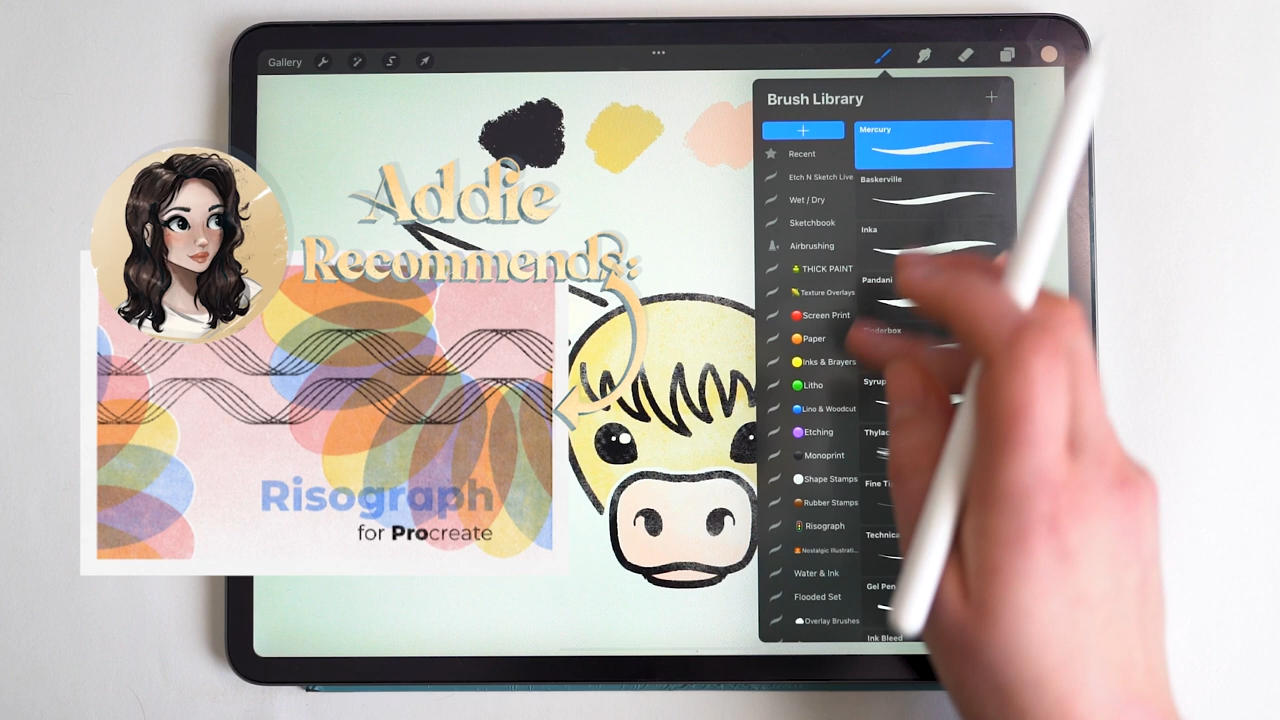 Gallery
Brush Library
Recent
Etch N Sketch Live
Wet / Dry
Sketchbook
Airbrushing
THICK PAINT
Texture Overlays
Screen Print
Paper
Inks & Brayers
Litho
Lino & Woodcut
Etching
Monoprint
Shape Stamps
Rubber Stamps
Risograph
Nostalgic Illustrati...
Water & Ink
Flooded Set
Overlay Brushes
Mercury
Baskerville
Inka
Pandani
Syrup
Thylac
Fine Ti
Technica
Gel Pen
Ink Bleed
Addie
Recommends:
Risograph
for Procreate